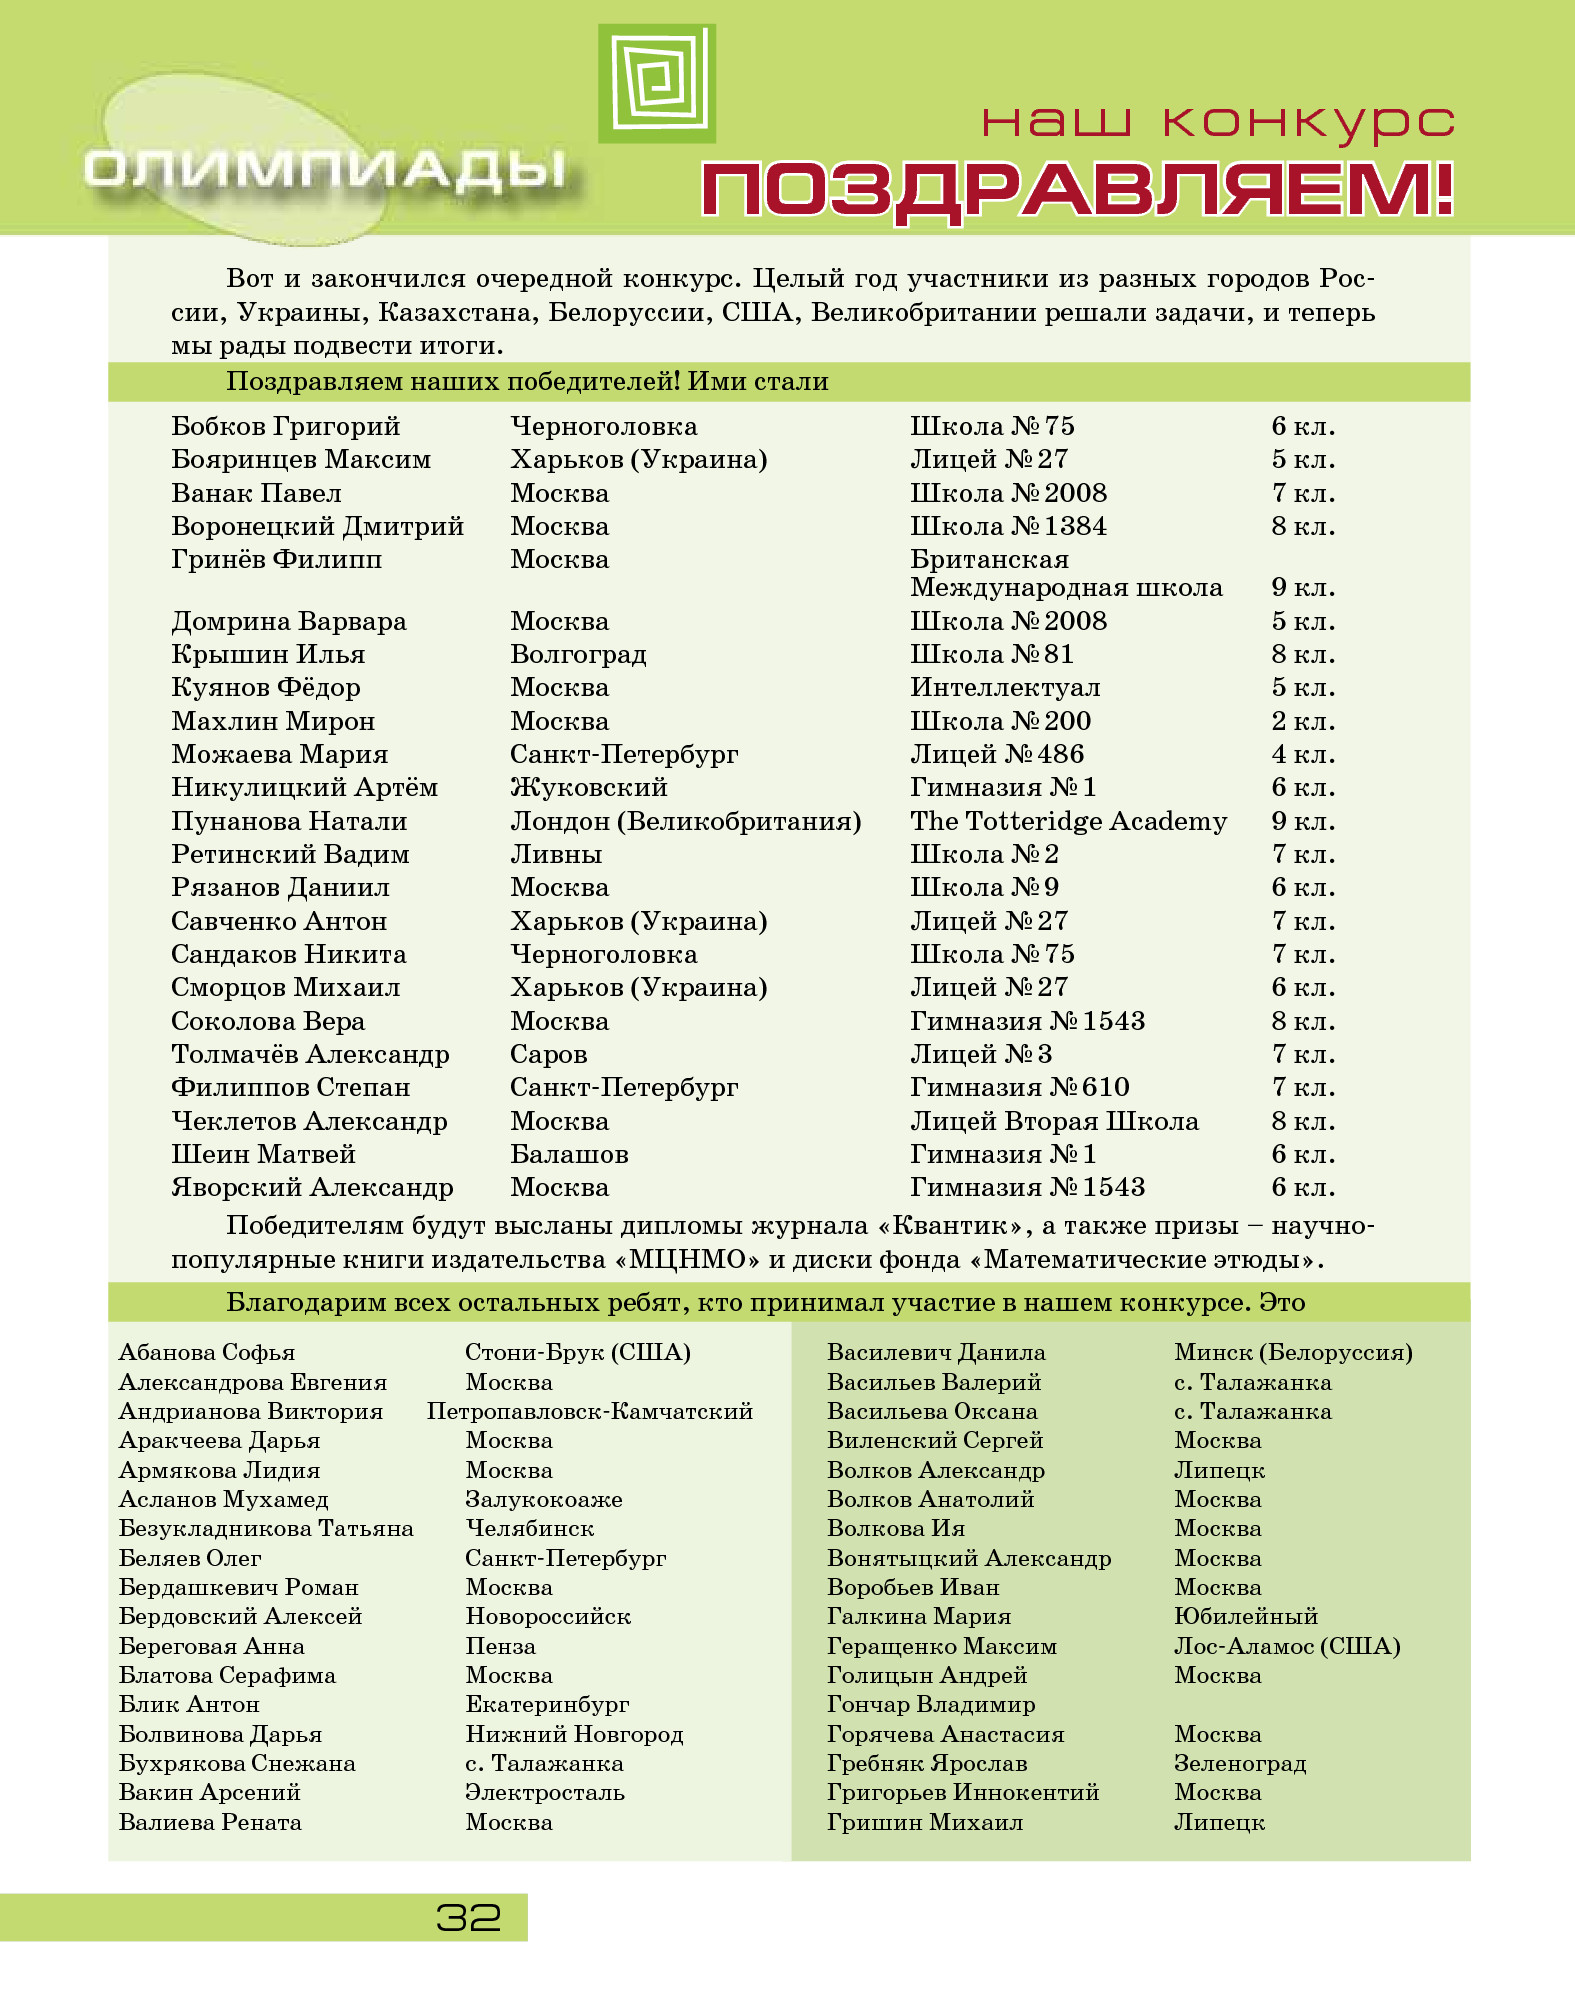 ОЛИМПИАДЫ
наш конкурс
ПОЗДРАВЛЯЕМ!
Вот и закончился очередной конкурс. Целый год участники из разных городов Рос-
сии, Украины, Казахстана, Белоруссии, США, Великобритании решали задачи, и теперь
мы рады подвести итоги.
Поздравляем наших победителей! Ими стали
Бобков Григорий Черноголовка Школа № 75 6 кл.
Бояринцев Максим Харьков (Украина) Лицей № 27 5 кл.
Ванак Павел Москва Школа № 2008 7 кл.
Воронецкий Дмитрий Москва Школа № 1384 8 кл.
Гринёв Филипп Москва Британская
Международная школа 9 кл.
Домрина Варвара Москва Школа № 2008 5 кл.
Крышин Илья Волгоград Школа № 81 8 кл.
Куянов Фёдор Москва Интеллектуал 5 кл.
Махлин Мирон Москва Школа № 200 2 кл.
Можаева Мария Санкт-Петербург Лицей № 486 4 кл.
Никулицкий Артём Жуковский Гимназия № 1 6 кл.
Пунанова Натали Лондон (Великобритания) The Totteridge Academy 9 кл.
Ретинский Вадим Ливны Школа № 2 7 кл.
Рязанов Даниил Москва Школа № 9 6 кл.
Савченко Антон Харьков (Украина) Лицей № 27 7 кл.
Сандаков Никита Черноголовка Школа № 75 7 кл.
Сморцов Михаил Харьков (Украина) Лицей № 27 6 кл.
Соколова Вера Москва Гимназия № 1543 8 кл.
Толмачёв Александр Саров Лицей № 3 7 кл.
Филиппов Степан Санкт-Петербург Гимназия № 610 7 кл.
Чеклетов Александр Москва Лицей Вторая Школа 8 кл.
Шеин Матвей Балашов Гимназия № 1 6 кл.
Яворский Александр Москва Гимназия № 1543 6 кл.
Победителям будут высланы дипломы журнала «Квантик», а также призы – научно-
популярные книги издательства «МЦНМО» и диски фонда «Математические этюды».
Благодарим всех остальных ребят, кто принимал участие в нашем конкурсе. Это
Абанова Софья Стони-Брук (США)
Александрова Евгения Москва
Андрианова Виктория Петропавловск-Камчатский
Аракчеева Дарья Москва
Армякова Лидия Москва
Асланов Мухамед Залукокоаже
Безукладникова Татьяна Челябинск
Беляев Олег Санкт-Петербург
Бердашкевич Роман Москва
Бердовский Алексей Новороссийск
Береговая Анна Пенза
Блатова Серафима Москва
Блик Антон Екатеринбург
Болвинова Дарья Нижний Новгород
Бухрякова Снежана с. Талажанка
Вакин Арсений Электросталь
Валиева Рената Москва
Василевич Данила Минск (Белоруссия)
Васильев Валерий с. Талажанка
Васильева Оксана с. Талажанка
Виленский Сергей Москва
Волков Александр Липецк
Волков Анатолий Москва
Волкова Ия Москва
Вонятыцкий Александр Москва
Воробьев Иван Москва
Галкина Мария Юбилейный
Геращенко Максим Лос-Аламос (США)
Голицын Андрей Москва
Гончар Владимир
Горячева Анастасия Москва
Гребняк Ярослав Зеленоград
Григорьев Иннокентий Москва
Гришин Михаил Липецк
32